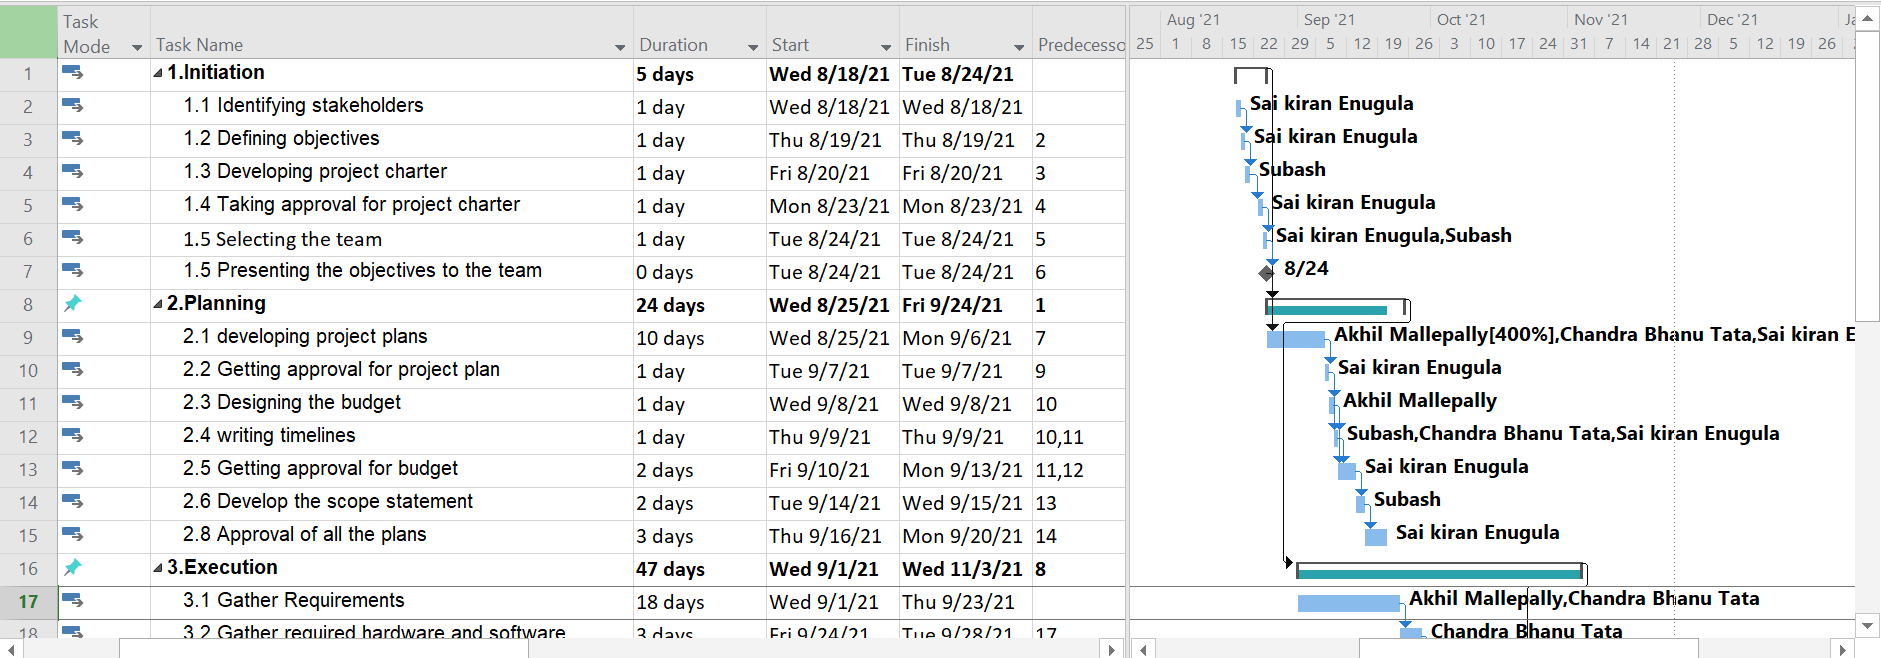 Task Mode Task Name Duration Start Finish Predecesso
Aug '21 Sep '21 Oct '21 Nov '21 Dec '21
25 1 8 15 22 29 5 12 19 26 3 10 17 24 31 7 14 21 28 5 12 19 26
1 1.Initiation 5 days Wed 8/18/21 Tue 8/24/21
2 1.1 Identifying stakeholders 1 day Wed 8/18/21 Wed 8/18/21 Sai kiran Enugula
3 1.2 Defining objectives 1 day Thu 8/19/21 Thu 8/19/21 2 Sai kiran Enugula
4 1.3 Developing project charter 1 day Fri 8/20/21 Fri 8/20/21 3 Subash
5 1.4 Taking approval for project charter 1 day Mon 8/23/21 Mon 8/23/21 4 Sai kiran Enugula
6 1.5 Selecting the team 1 day Tue 8/24/21 Tue 8/24/21 5 Sai kiran Enugula,Subash
7 1.5 Presenting the objectives to the team 0 days Tue 8/24/21 Tue 8/24/21 6 8/24
8 2.Planning 24 days Wed 8/25/21 Fri 9/24/21 1
9 2.1 developing project plans 10 days Wed 8/25/21 Mon 9/6/21 7 Akhil Mallepally[400%],Chandra Bhanu Tata,Sai kiran E
10 2.2 Getting approval for project plan 1 day Tue 9/7/21 Tue 9/7/21 9 Sai kiran Enugula
11 2.3 Designing the budget 1 day Wed 9/8/21 Wed 9/8/21 10 Akhil Mallepally
12 2.4 writing timelines 1 day Thu 9/9/21 Thu 9/9/21 10,11 Subash,Chandra Bhanu Tata,Sai kiran Enugula
13 2.5 Getting approval for budget 2 days Fri 9/10/21 Mon 9/13/21 11,12 Sai kiran Enugula
14 2.6 Develop the scope statement 2 days Tue 9/14/21 Wed 9/15/21 13 Subash
15 2.8 Approval of all the plans 3 days Thu 9/16/21 Mon 9/20/21 14 Sai kiran Enugula
16 3.Execution 47 days Wed 9/1/21 Wed 11/3/21 8
17 3.1 Gather Requirements 18 days Wed 9/1/21 Thu 9/23/21 Akhil Mallepally,Chandra Bhanu Tata
18 3.2 Gather required hardware and software 3 days Fri 9/24/21 Tue 9/28/21 17 Chandra Bhanu Tata